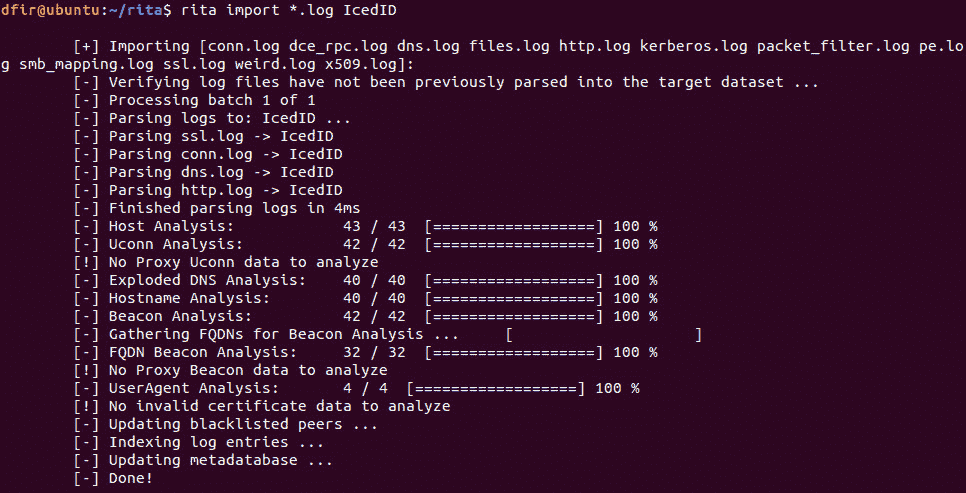 dfir@ubuntu:~/rita$ rita import *.log IcedID
[+] Importing [conn.log dce_rpc.log dns.log files.log http.log kerberos.log packet_filter.log pe.lo
g smb_mapping.log ssl.log weird.log x509.log]:
[-] Verifying log files have not been previously parsed into the target dataset ...
[-] Processing batch 1 of 1
[-] Parsing logs to: IcedID ...
[-] Parsing ssl.log -> IcedID
[-] Parsing conn.log -> IcedID
[-] Parsing dns.log -> IcedID
[-] Parsing http.log -> IcedID
[-] Finished parsing logs in 4ms
[-] Host Analysis:            43 / 43  [==================] 100 %
[-] Uconn Analysis:           42 / 42  [==================] 100 %
[!] No Proxy Uconn data to analyze
[-] Exploded DNS Analysis:    40 / 40  [==================] 100 %
[-] Hostname Analysis:        40 / 40  [==================] 100 %
[-] Beacon Analysis:          42 / 42  [==================] 100 %
[-] Gathering FQDNs for Beacon Analysis ...     [                    ]
[-] FQDN Beacon Analysis:     32 / 32  [==================] 100 %
[!] No Proxy Beacon data to analyze
[-] UserAgent Analysis:       4 / 4  [==================] 100 %
[!] No invalid certificate data to analyze
[-] Updating blacklisted peers ...
[-] Indexing log entries ...
[-] Updating metadatabase ...
[-] Done!